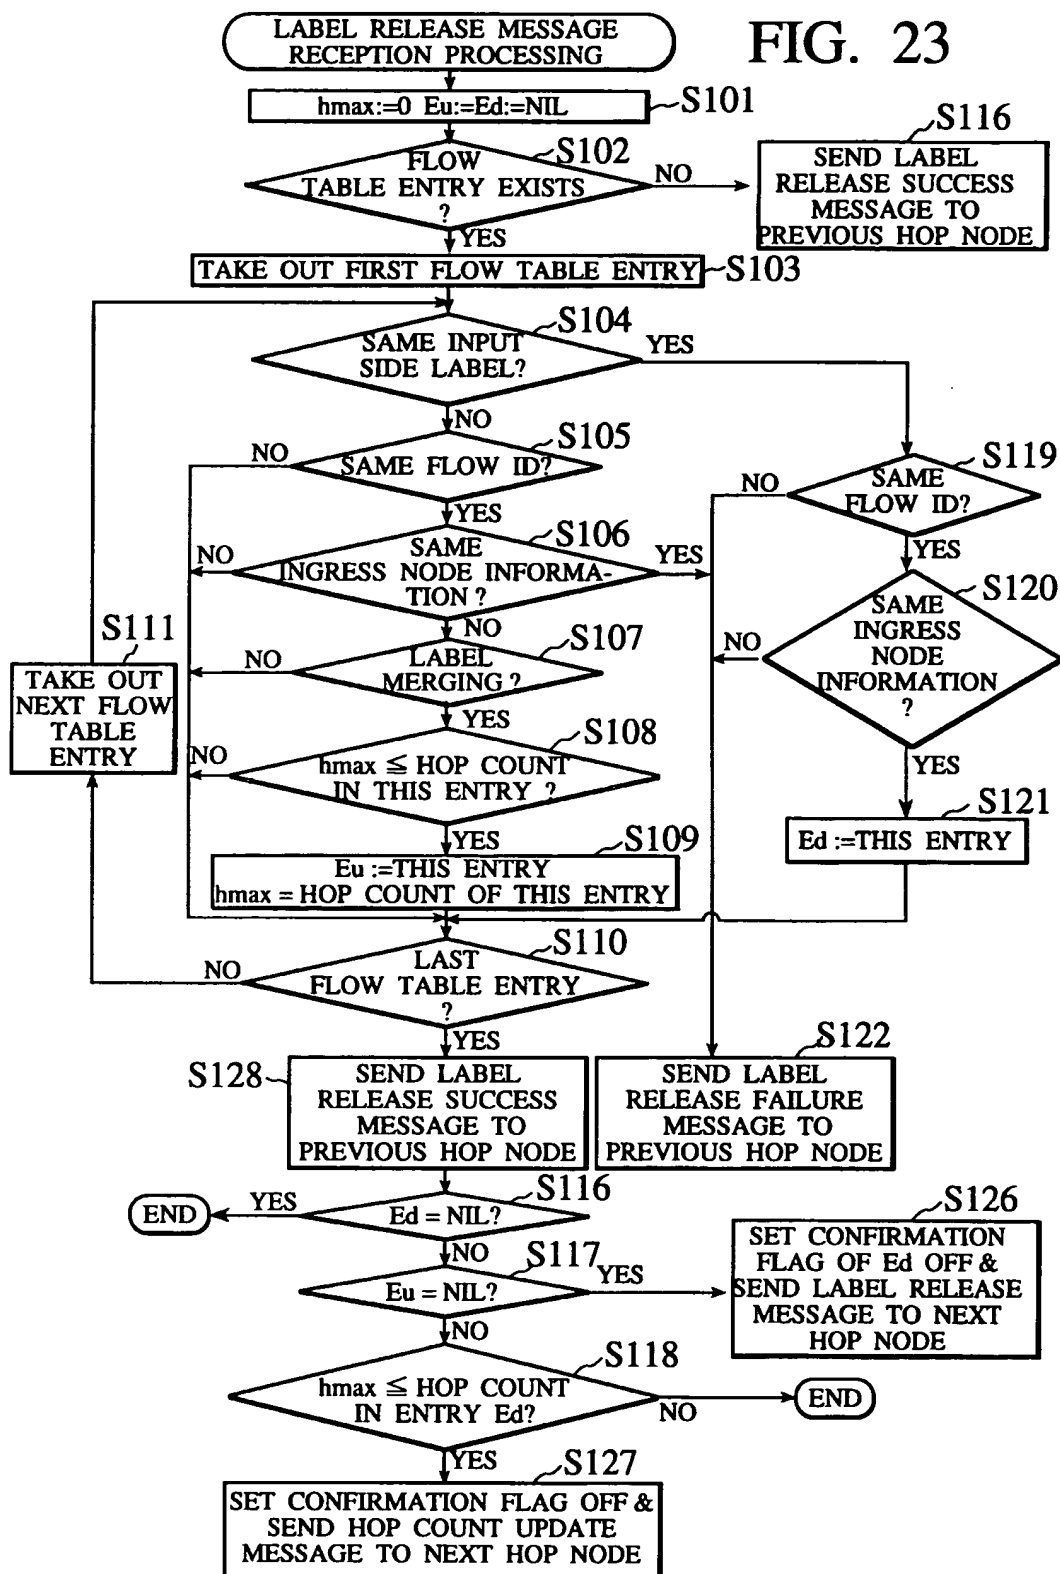 LABEL RELEASE MESSAGE
RECEPTION PROCESSING
FIG. 23
hmax:=0 Eu:=Ed:=NIL
S101
FLOW
TABLE ENTRY EXISTS
?
S102
NO
YES
S116
SEND LABEL
RELEASE SUCCESS
MESSAGE TO
PREVIOUS HOP NODE
TAKE OUT FIRST FLOW TABLE ENTRY
S103
S104
SAME INPUT
SIDE LABEL?
YES
NO
S105
NO
SAME FLOW ID?
YES
S119
NO
SAME
FLOW ID?
YES
S106
NO
SAME
INGRESS NODE INFORMA-
TION ?
YES
NO
S120
NO
SAME
INGRESS
NODE
INFORMATION
?
YES
S111
TAKE OUT
NEXT FLOW
TABLE
ENTRY
S107
NO
LABEL
MERGING ?
YES
S108
NO
hmax ≦ HOP COUNT
IN THIS ENTRY ?
YES
S121
Ed :=THIS ENTRY
S109
Eu :=THIS ENTRY
hmax = HOP COUNT OF THIS ENTRY
S110
NO
LAST
FLOW TABLE ENTRY
?
YES
S128
SEND LABEL
RELEASE SUCCESS
MESSAGE TO
PREVIOUS HOP NODE
S122
SEND LABEL
RELEASE FAILURE
MESSAGE TO
PREVIOUS HOP NODE
S116
END
YES
Ed = NIL?
NO
S117
Eu = NIL?
YES
NO
S126
SET CONFIRMATION
FLAG OF Ed OFF &
SEND LABEL RELEASE
MESSAGE TO NEXT
HOP NODE
S118
hmax ≦ HOP COUNT
IN ENTRY Ed?
NO
END
YES
S127
SET CONFIRMATION FLAG OFF &
SEND HOP COUNT UPDATE
MESSAGE TO NEXT HOP NODE